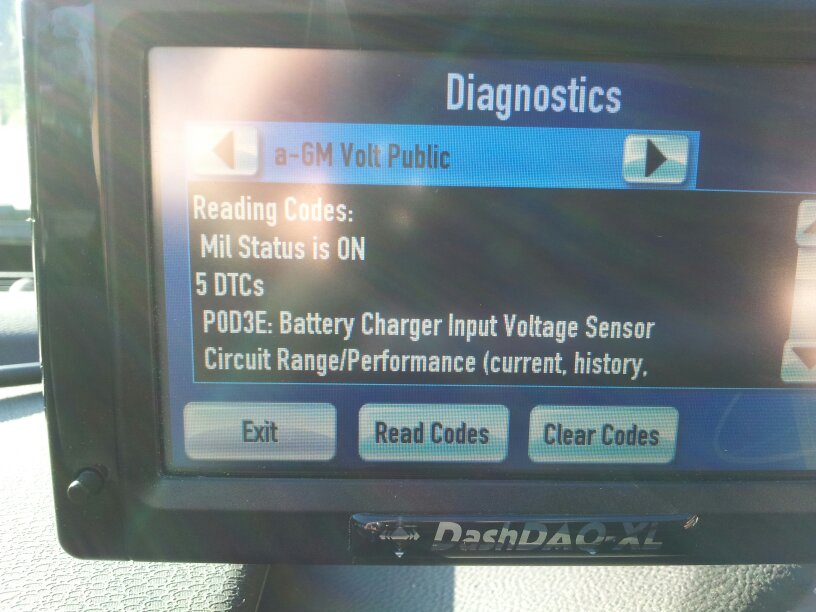 Diagnostics
a-GM Volt Public
Reading Codes:
Mil Status is ON
5 DTCs
P0D3E: Battery Charger Input Voltage Sensor
Circuit Range/Performance (current, history,
Exit
Read Codes
Clear Codes
DashDAQ-XL